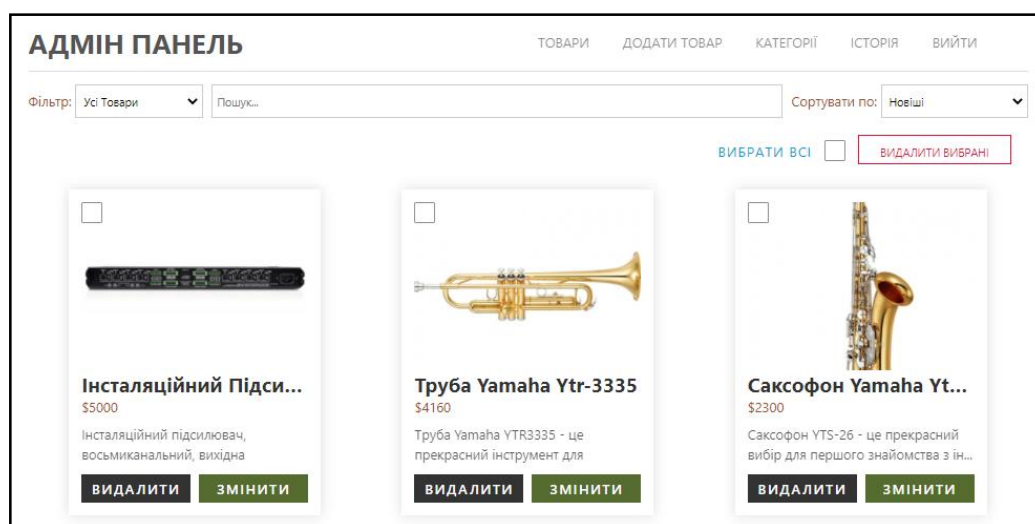 АДМІН ПАНЕЛЬ
ТОВАРИ ДОДАТИ ТОВАР КАТЕГОРІЇ ІСТОРІЯ ВИЙТИ
Фільтр: Усі Товари Пошук... Сортувати по: Новіші
ВИБРАТИ ВСІ ВИДАЛИТИ ВИБРАНІ
Інсталяційний Підси...
$5000
Інсталяційний підсилювач,
восьмиканальний, вихідна
ВИДАЛИТИ ЗМІНИТИ
Труба Yamaha Ytr-3335
$4160
Труба Yamaha YTR3335 - це
прекрасний інструмент для
ВИДАЛИТИ ЗМІНИТИ
Саксофон Yamaha Yt...
$2300
Саксофон YTS-26 - це прекрасний
вибір для першого знайомства з ін...
ВИДАЛИТИ ЗМІНИТИ